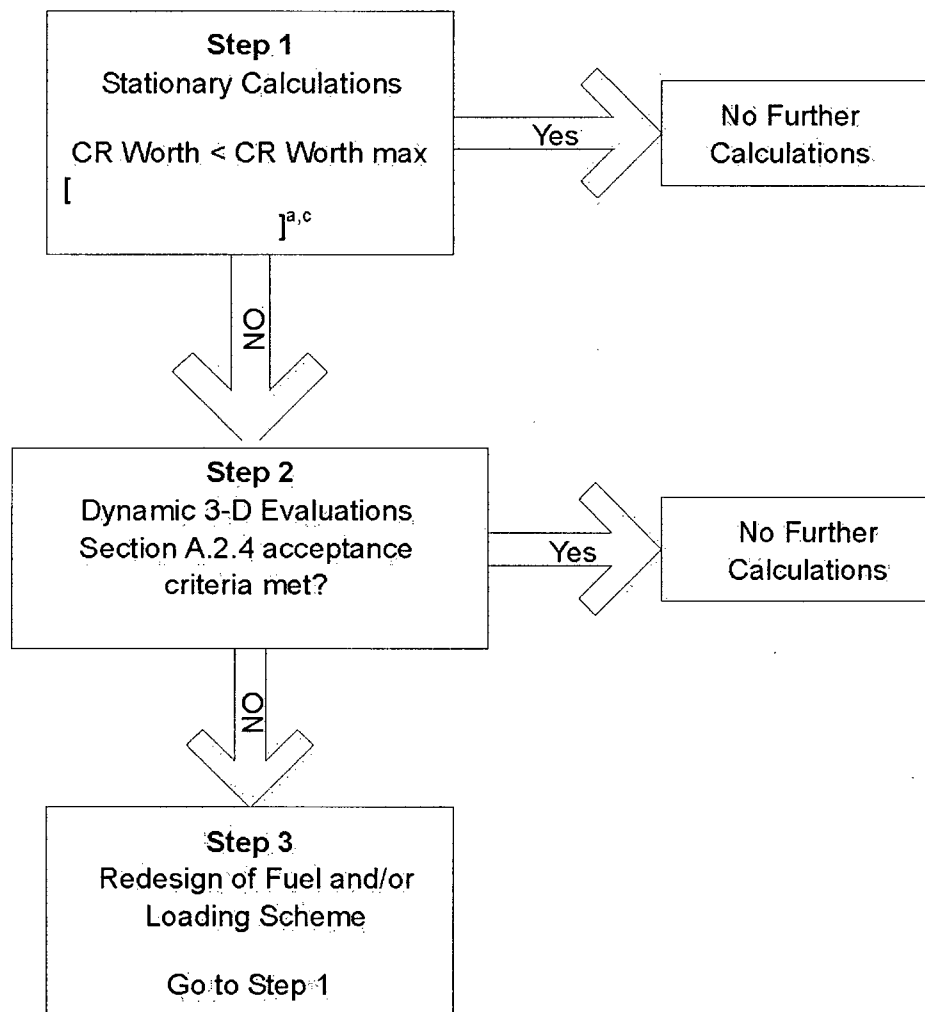 Step 1
Stationary Calculations
CR Worth < CR Worth max
[
]a,c
Yes
No Further
Calculations
NO
Step 2
Dynamic 3-D Evaluations
Section A.2.4 acceptance
criteria met?
Yes
No Further
Calculations
NO
Step 3
Redesign of Fuel and/or
Loading Scheme
Go to Step 1